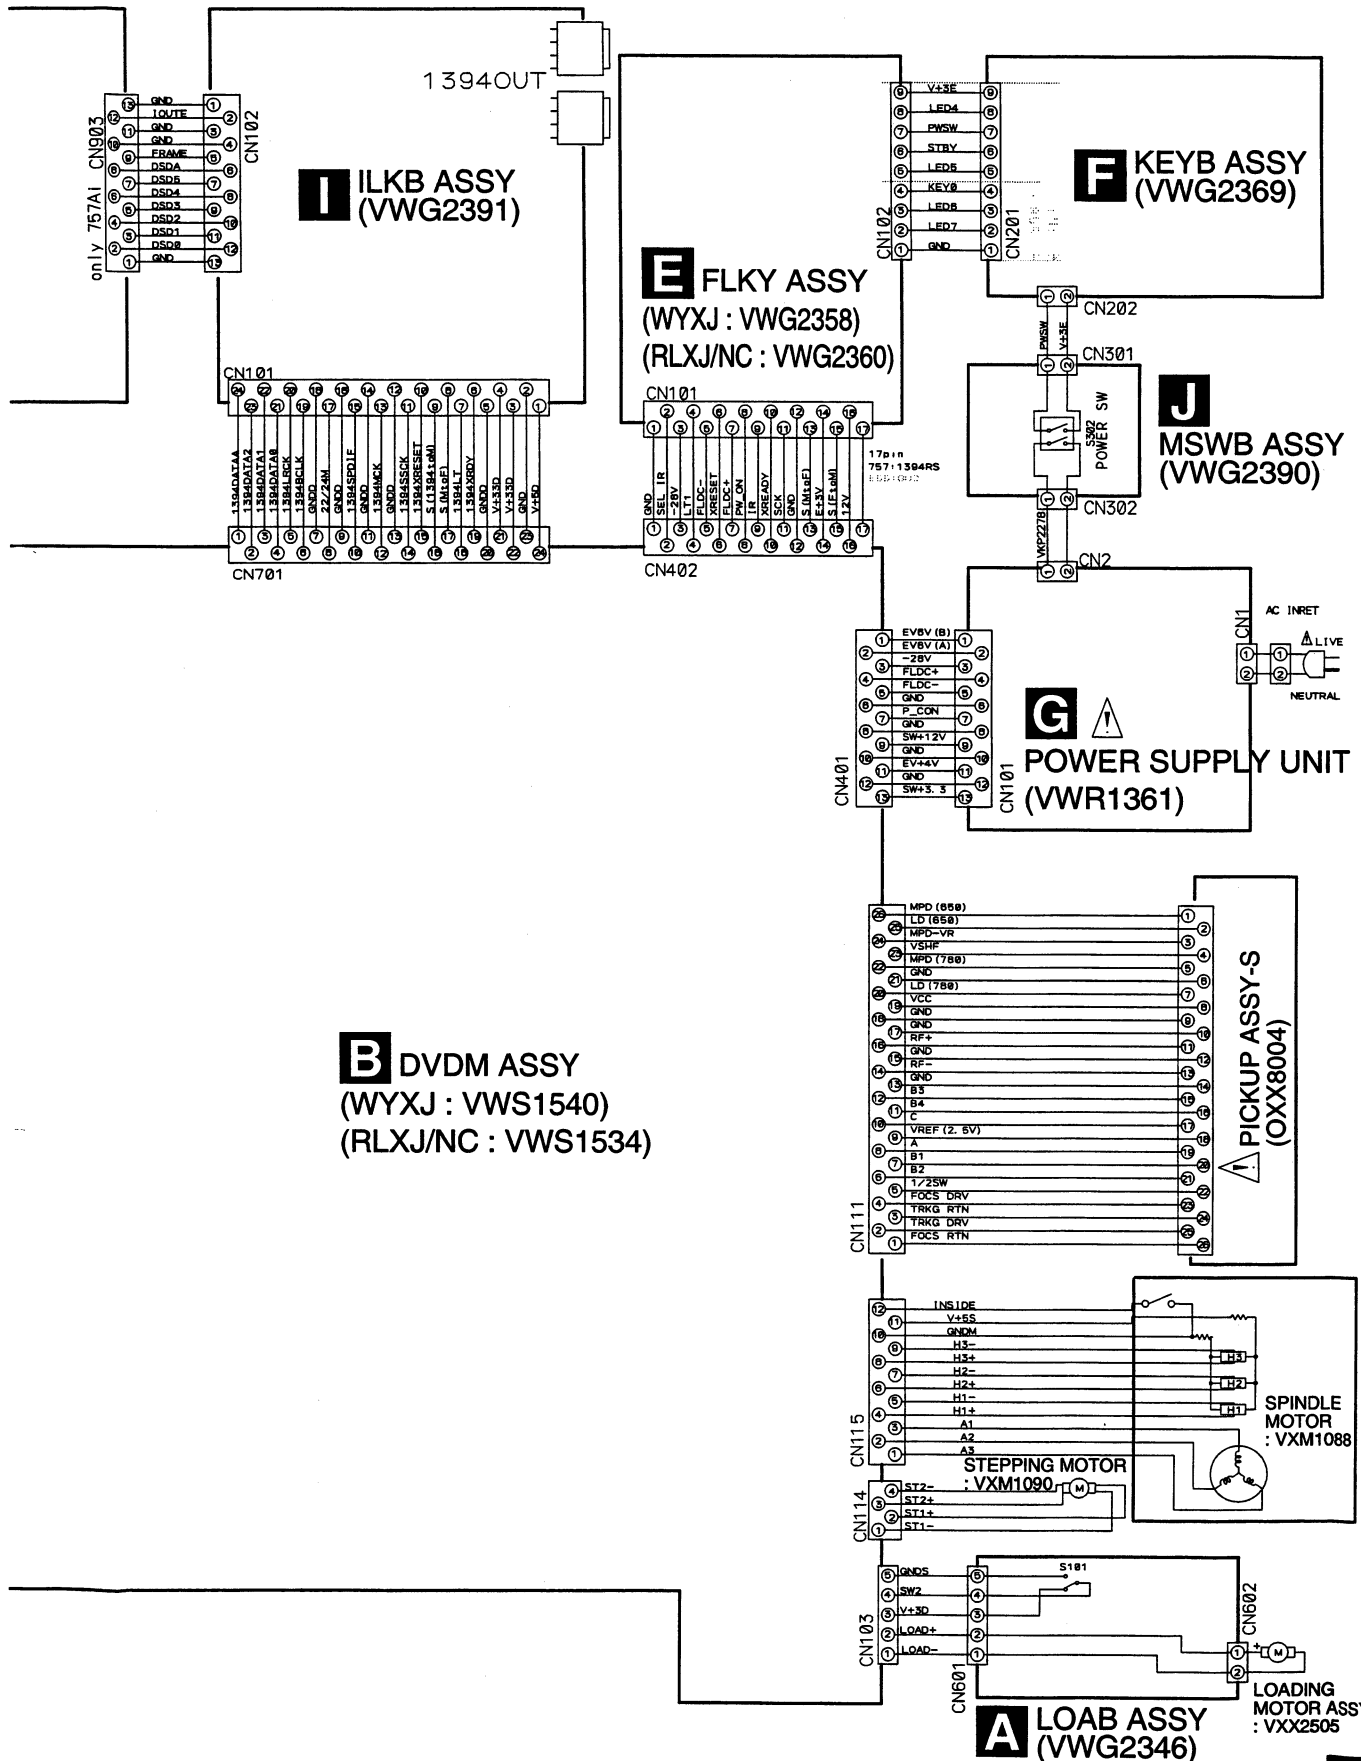 1394OUT
only 757Ai CN903
GND
IOUTE
GND
GND
FRAME
DSDA
DSD5
DSD4
DSD3
DSD2
DSD1
DSD0
GND
CN102
I ILKB ASSY
(VWG2391)
CN101
1394DATAA
1394DATA2
1394DATA1
1394DATA0
1394LRCK
1394BCLK
GNDD
22/24M
GNDD
1394SPDIF
GNDD
1394MCK
GNDD
1394SSCK
1394XRESET
S(1394toM)
S(MtoF)
1394LT
1394XRDY
GNDD
V+33D
V+33D
GND
V+5D
CN701
E FLKY ASSY
(WYXJ : VWG2358)
(RLXJ/NC : VWG2360)
CN101
GND
SEL IR
-28V
LT1
FLDC-
XRESET
FLDC+
PW_ON
IR
XREADY
SCK
GND
S(MtoF)
E+3V
S(FtoM)
12V
17pin
757:1394RS
CN402
V+3E
LED4
PWSW
STBY
LED5
KEY0
LED6
LED7
GND
CN102
CN201
F KEYB ASSY
(VWG2369)
CN202
PWSW
V+3E
CN301
S302
POWER SW
J
MSWB ASSY
(VWG2390)
CN302
VKP2278
CN2
CN1
AC INRET
LIVE
NEUTRAL
EV6V (B)
EV6V (A)
-28V
FLDC+
FLDC-
GND
P_CON
GND
SW+12V
GND
EV+4V
GND
SW+3.3
CN401
CN101
G
POWER SUPPLY UNIT
(VWR1361)
B DVDM ASSY
(WYXJ : VWS1540)
(RLXJ/NC : VWS1534)
MPD (650)
LD (650)
MPD-VR
VSHF
MPD (780)
GND
LD (780)
VCC
GND
GND
RF+
GND
RF-
GND
B3
B4
C
VREF (2.5V)
A
B1
B2
1/2SW
FOCS DRV
TRKG RTN
TRKG DRV
FOCS RTN
CN111
PICKUP ASSY-S
(OXX8004)
INSIDE
V+5S
GNDM
H3-
H3+
H2-
H2+
H1-
H1+
A1
A2
A3
CN115
H3
H2
H1
SPINDLE
MOTOR
: VXM1088
STEPPING MOTOR
: VXM1090
M
ST2-
ST2+
ST1+
ST1-
CN114
GNDS
SW2
V+3D
LOAD+
LOAD-
CN103
CN601
S101
CN602
+ M
LOADING
MOTOR ASSY
: VXX2505
A LOAB ASSY
(VWG2346)